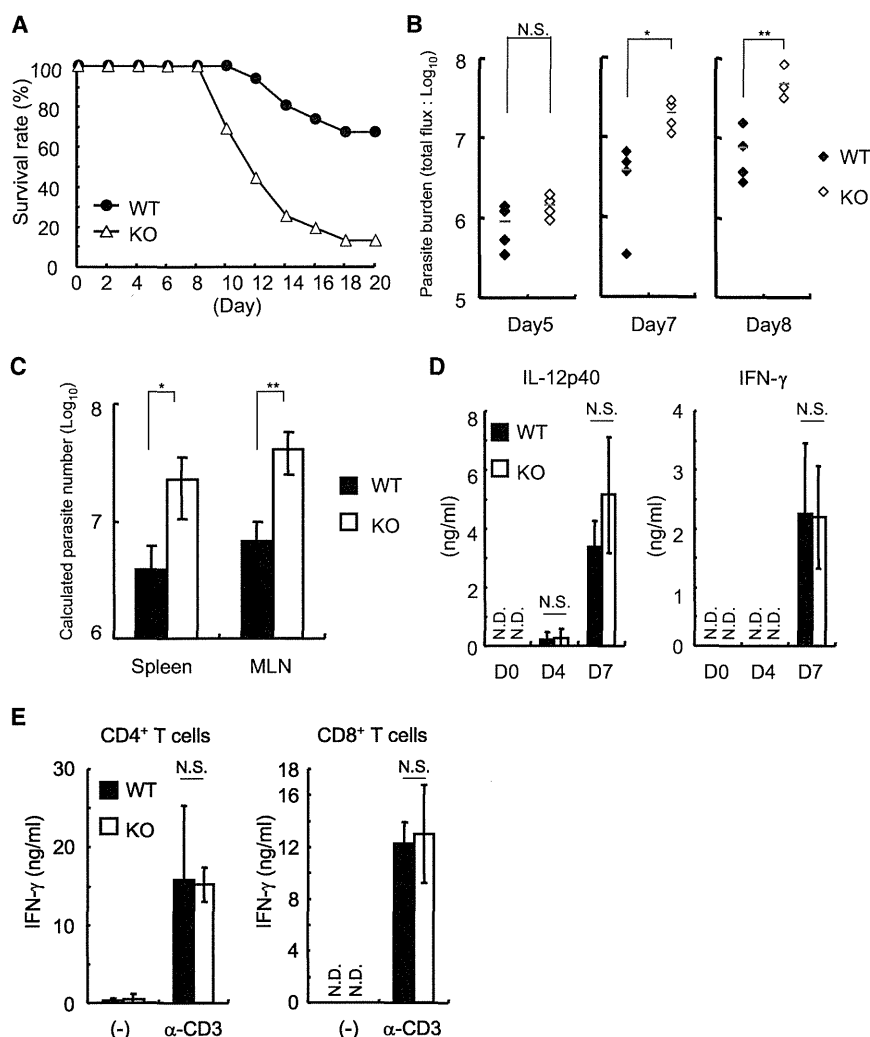 A
Survival rate (%)
100
80
60
40
20
0
WT
KO
0 2 4 6 8 10 12 14 16 18 20
(Day)
B
Parasite burden (total flux : Log10)
8
7
6
5
N.S.
*
**
Day5 Day7 Day8
WT
KO
C
Calculated parasite number (Log10)
8
7
6
*
**
WT
KO
Spleen MLN
D
IL-12p40
(ng/ml)
8
6
4
2
0
WT
KO
N.D. N.D.
N.S.
N.S.
D0 D4 D7
IFN-γ
(ng/ml)
4
3
2
1
0
N.D. N.D.
N.D. N.D.
N.S.
D0 D4 D7
E
CD4+ T cells
IFN-γ (ng/ml)
30
20
10
0
WT
KO
N.S.
(-) α-CD3
CD8+ T cells
IFN-γ (ng/ml)
18
16
12
8
4
0
N.D. N.D.
N.S.
(-) α-CD3